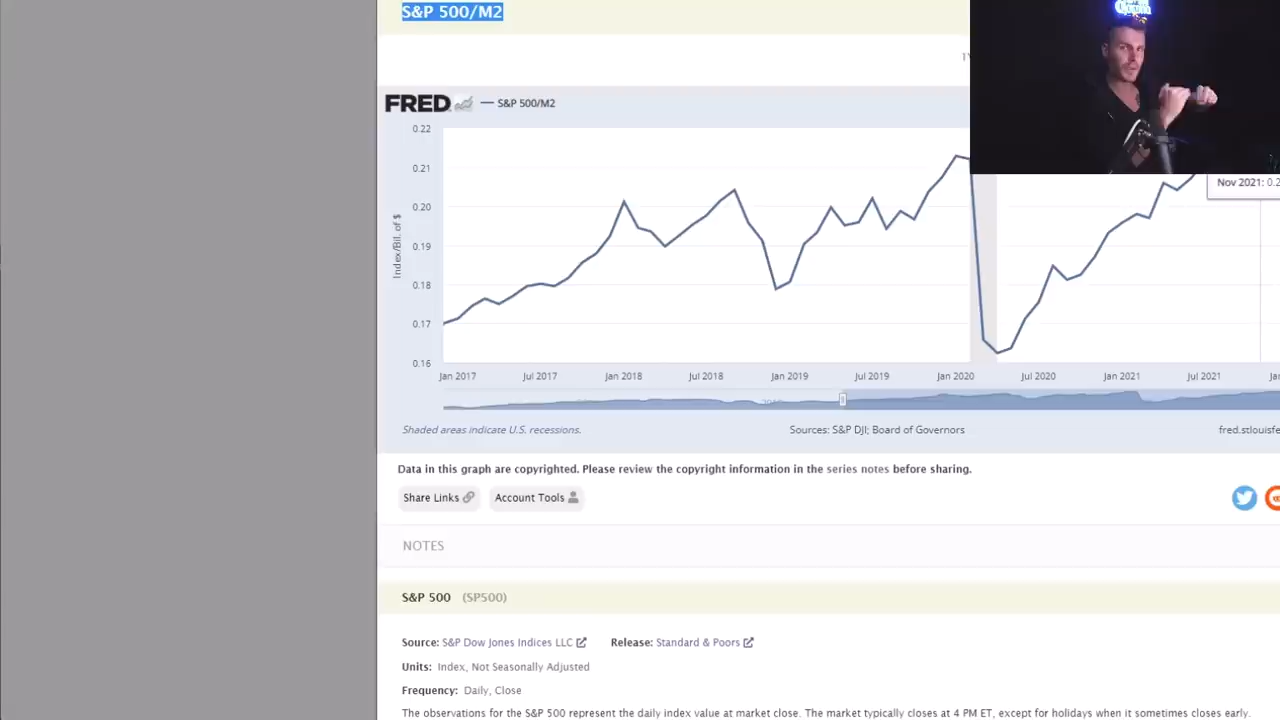 S&P 500/M2
FRED — S&P 500/M2
0.22
0.21
0.20
0.19
0.18
0.17
0.16
Index/Bil. of $
Nov 2021: 0.2
Jan 2017 Jul 2017 Jan 2018 Jul 2018 Jan 2019 Jul 2019 Jan 2020 Jul 2020 Jan 2021 Jul 2021
Shaded areas indicate U.S. recessions. Sources: S&P DJI; Board of Governors fred.stlouisfe
Data in this graph are copyrighted. Please review the copyright information in the series notes before sharing.
Share Links Account Tools
NOTES
S&P 500 (SP500)
Source: S&P Dow Jones Indices LLC Release: Standard & Poors
Units: Index, Not Seasonally Adjusted
Frequency: Daily, Close
The observations for the S&P 500 represent the daily index value at market close. The market typically closes at 4 PM ET, except for holidays when it sometimes closes early.